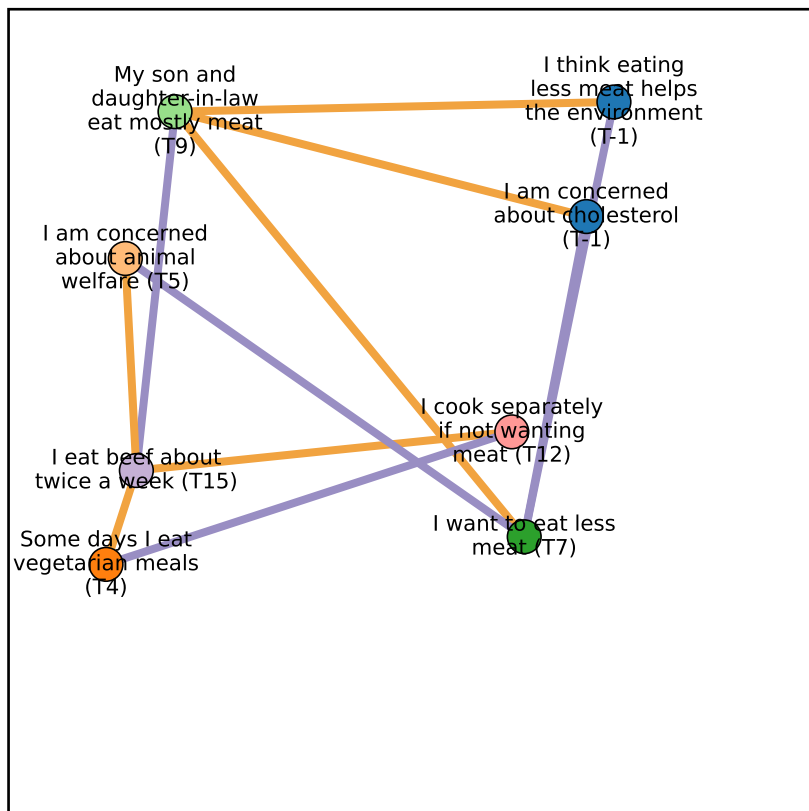 My son and
daughter-in-law
eat mostly meat
(T9)
I think eating
less meat helps
the environment
(T-1)
I am concerned
about cholesterol
(T-1)
I am concerned
about animal
welfare (T5)
I cook separately
if not wanting
meat (T12)
I eat beef about
twice a week (T15)
I want to eat less
meat (T7)
Some days I eat
vegetarian meals
(T4)